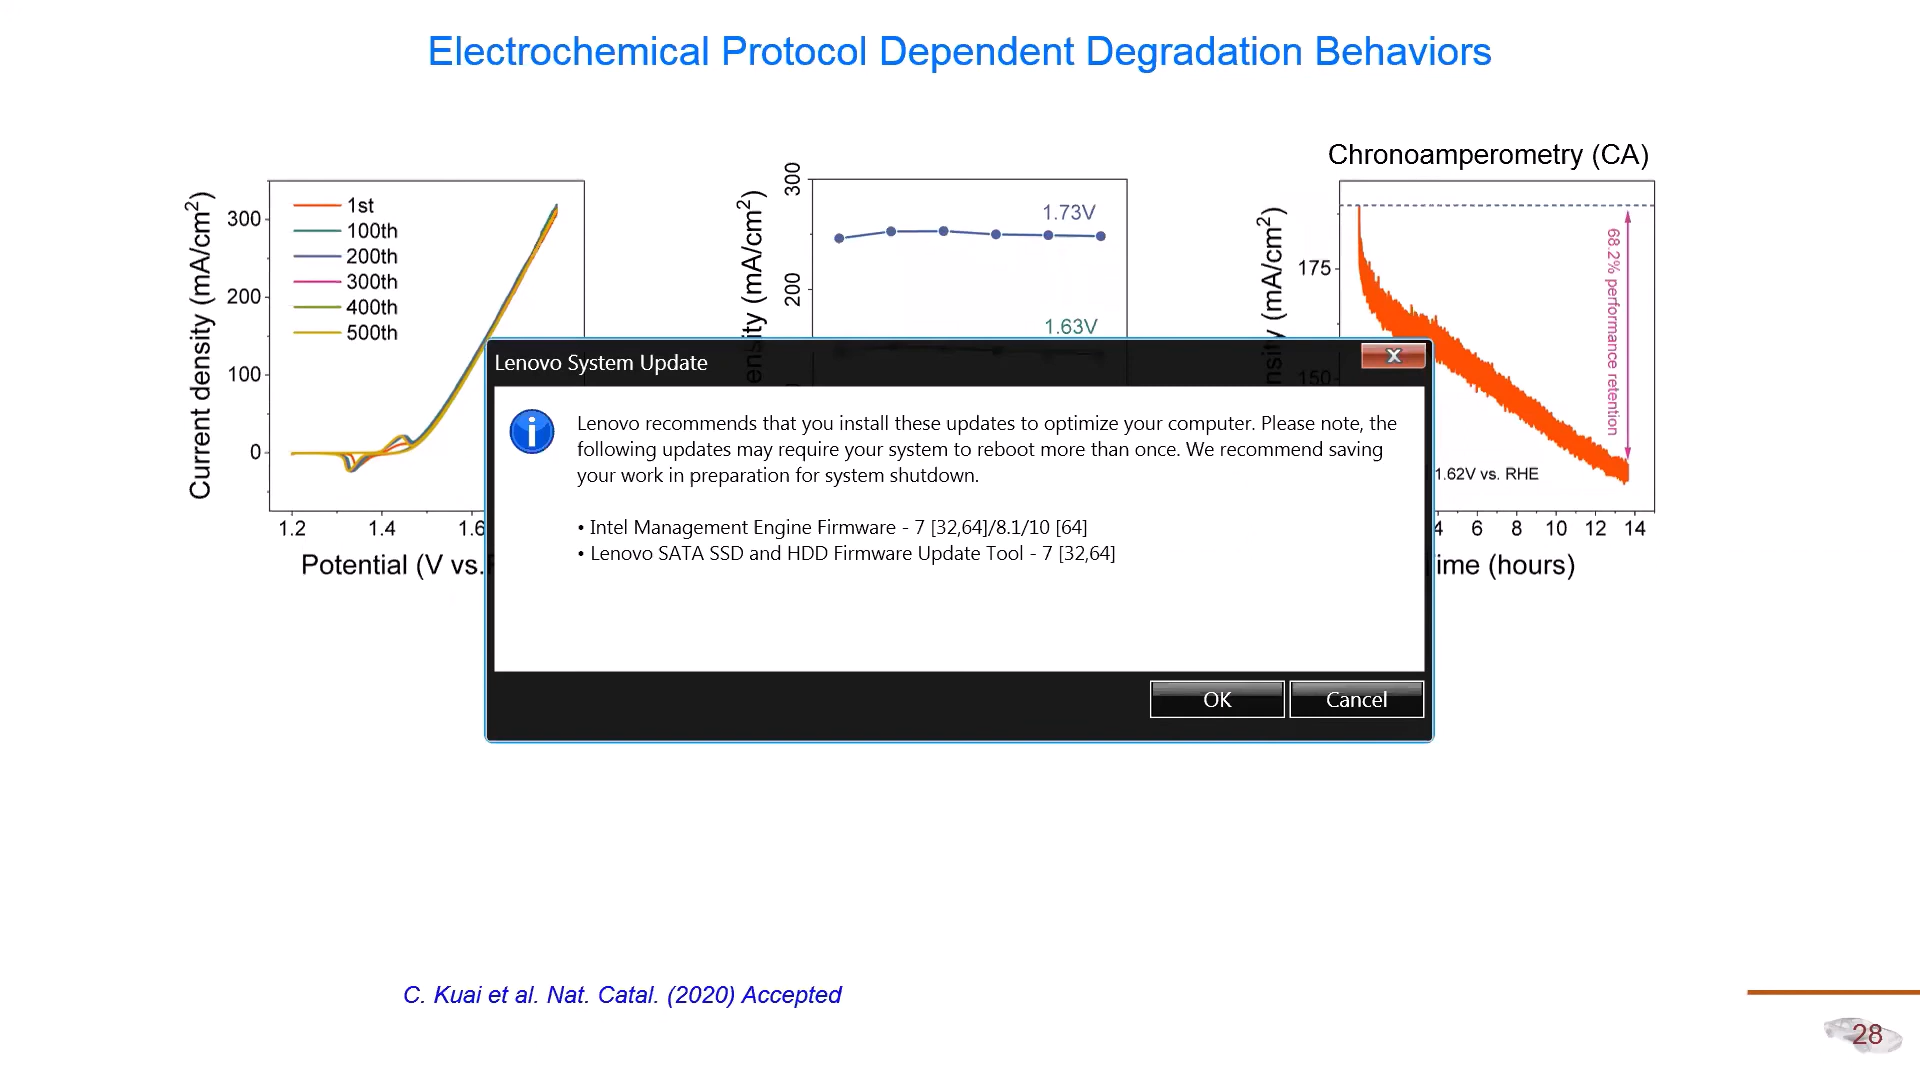 Electrochemical Protocol Dependent Degradation Behaviors
Current density (mA/cm²)
300
200
100
0
1st
100th
200th
300th
400th
500th
1.2
1.4
1.6
Potential (V vs.
(mA/cm²)
300
200
1.73V
1.63V
Chronoamperometry (CA)
(mA/cm²)
175
150
68.2% performance retention
1.62V vs. RHE
4
6
8
10
12
14
ime (hours)
Lenovo System Update
X
i
Lenovo recommends that you install these updates to optimize your computer. Please note, the
following updates may require your system to reboot more than once. We recommend saving
your work in preparation for system shutdown.
• Intel Management Engine Firmware - 7 [32,64]/8.1/10 [64]
• Lenovo SATA SSD and HDD Firmware Update Tool - 7 [32,64]
OK
Cancel
C. Kuai et al. Nat. Catal. (2020) Accepted
28